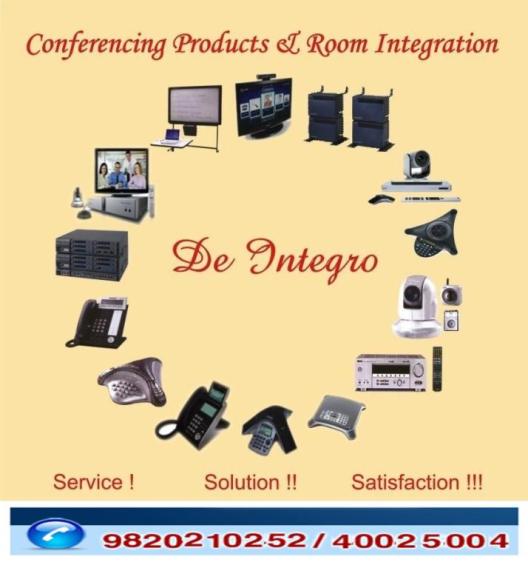 Conferencing Products & Room Integration
De Integro
Service ! Solution !! Satisfaction !!!
9820210252 / 40025004